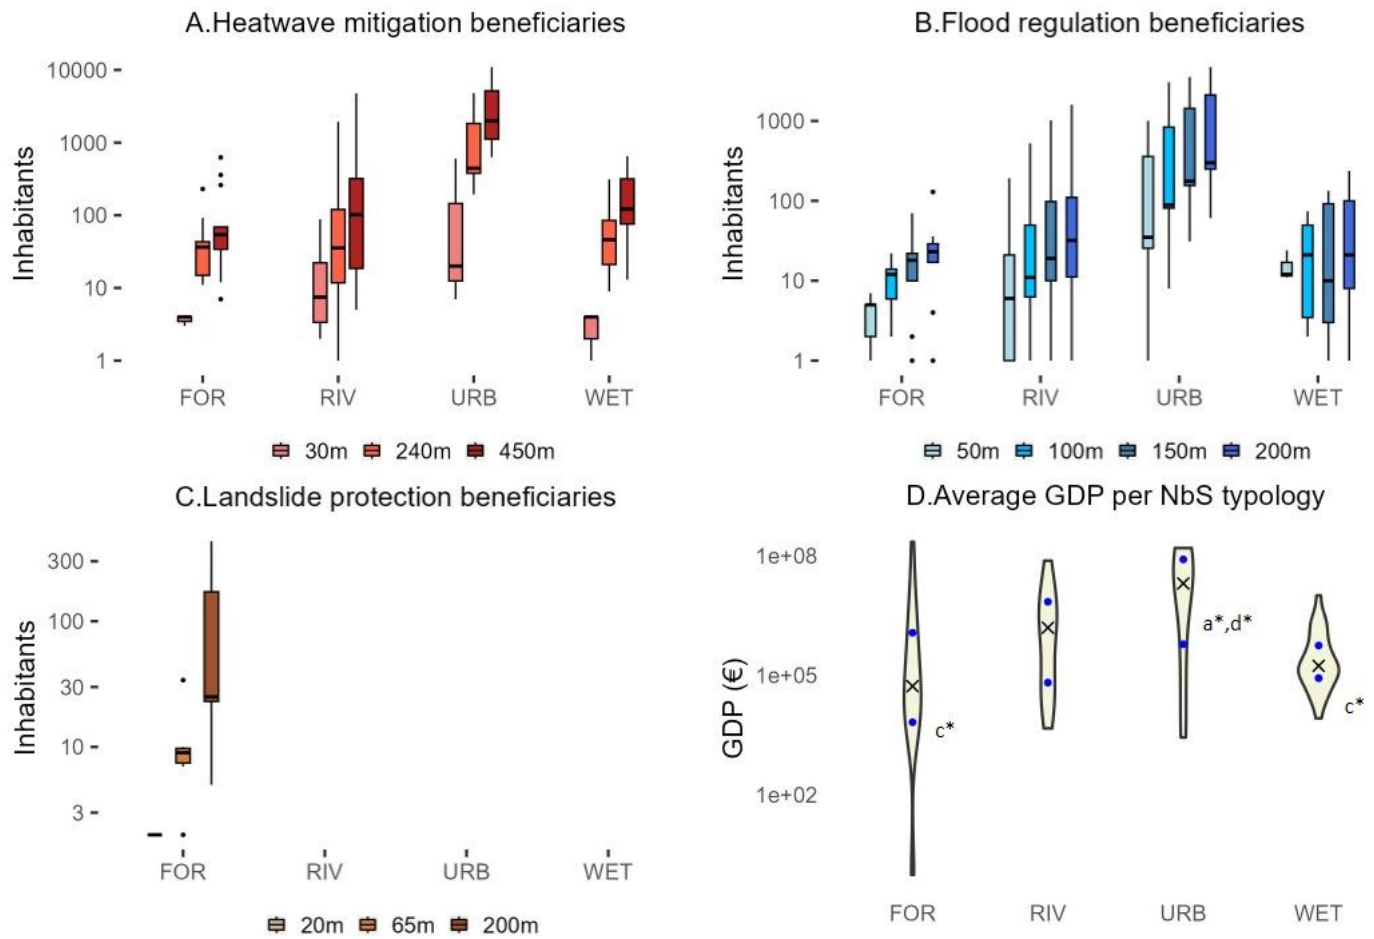 A.Heatwave mitigation beneficiaries
Inhabitants
10000
1000
100
10
1
FOR RIV URB WET
30m 240m 450m
B.Flood regulation beneficiaries
Inhabitants
1000
100
10
1
FOR RIV URB WET
50m 100m 150m 200m
C.Landslide protection beneficiaries
Inhabitants
300
100
30
10
3
FOR RIV URB WET
20m 65m 200m
D.Average GDP per NbS typology
GDP (€)
1e+08
1e+05
1e+02
c*
a*,d*
c*
FOR RIV URB WET